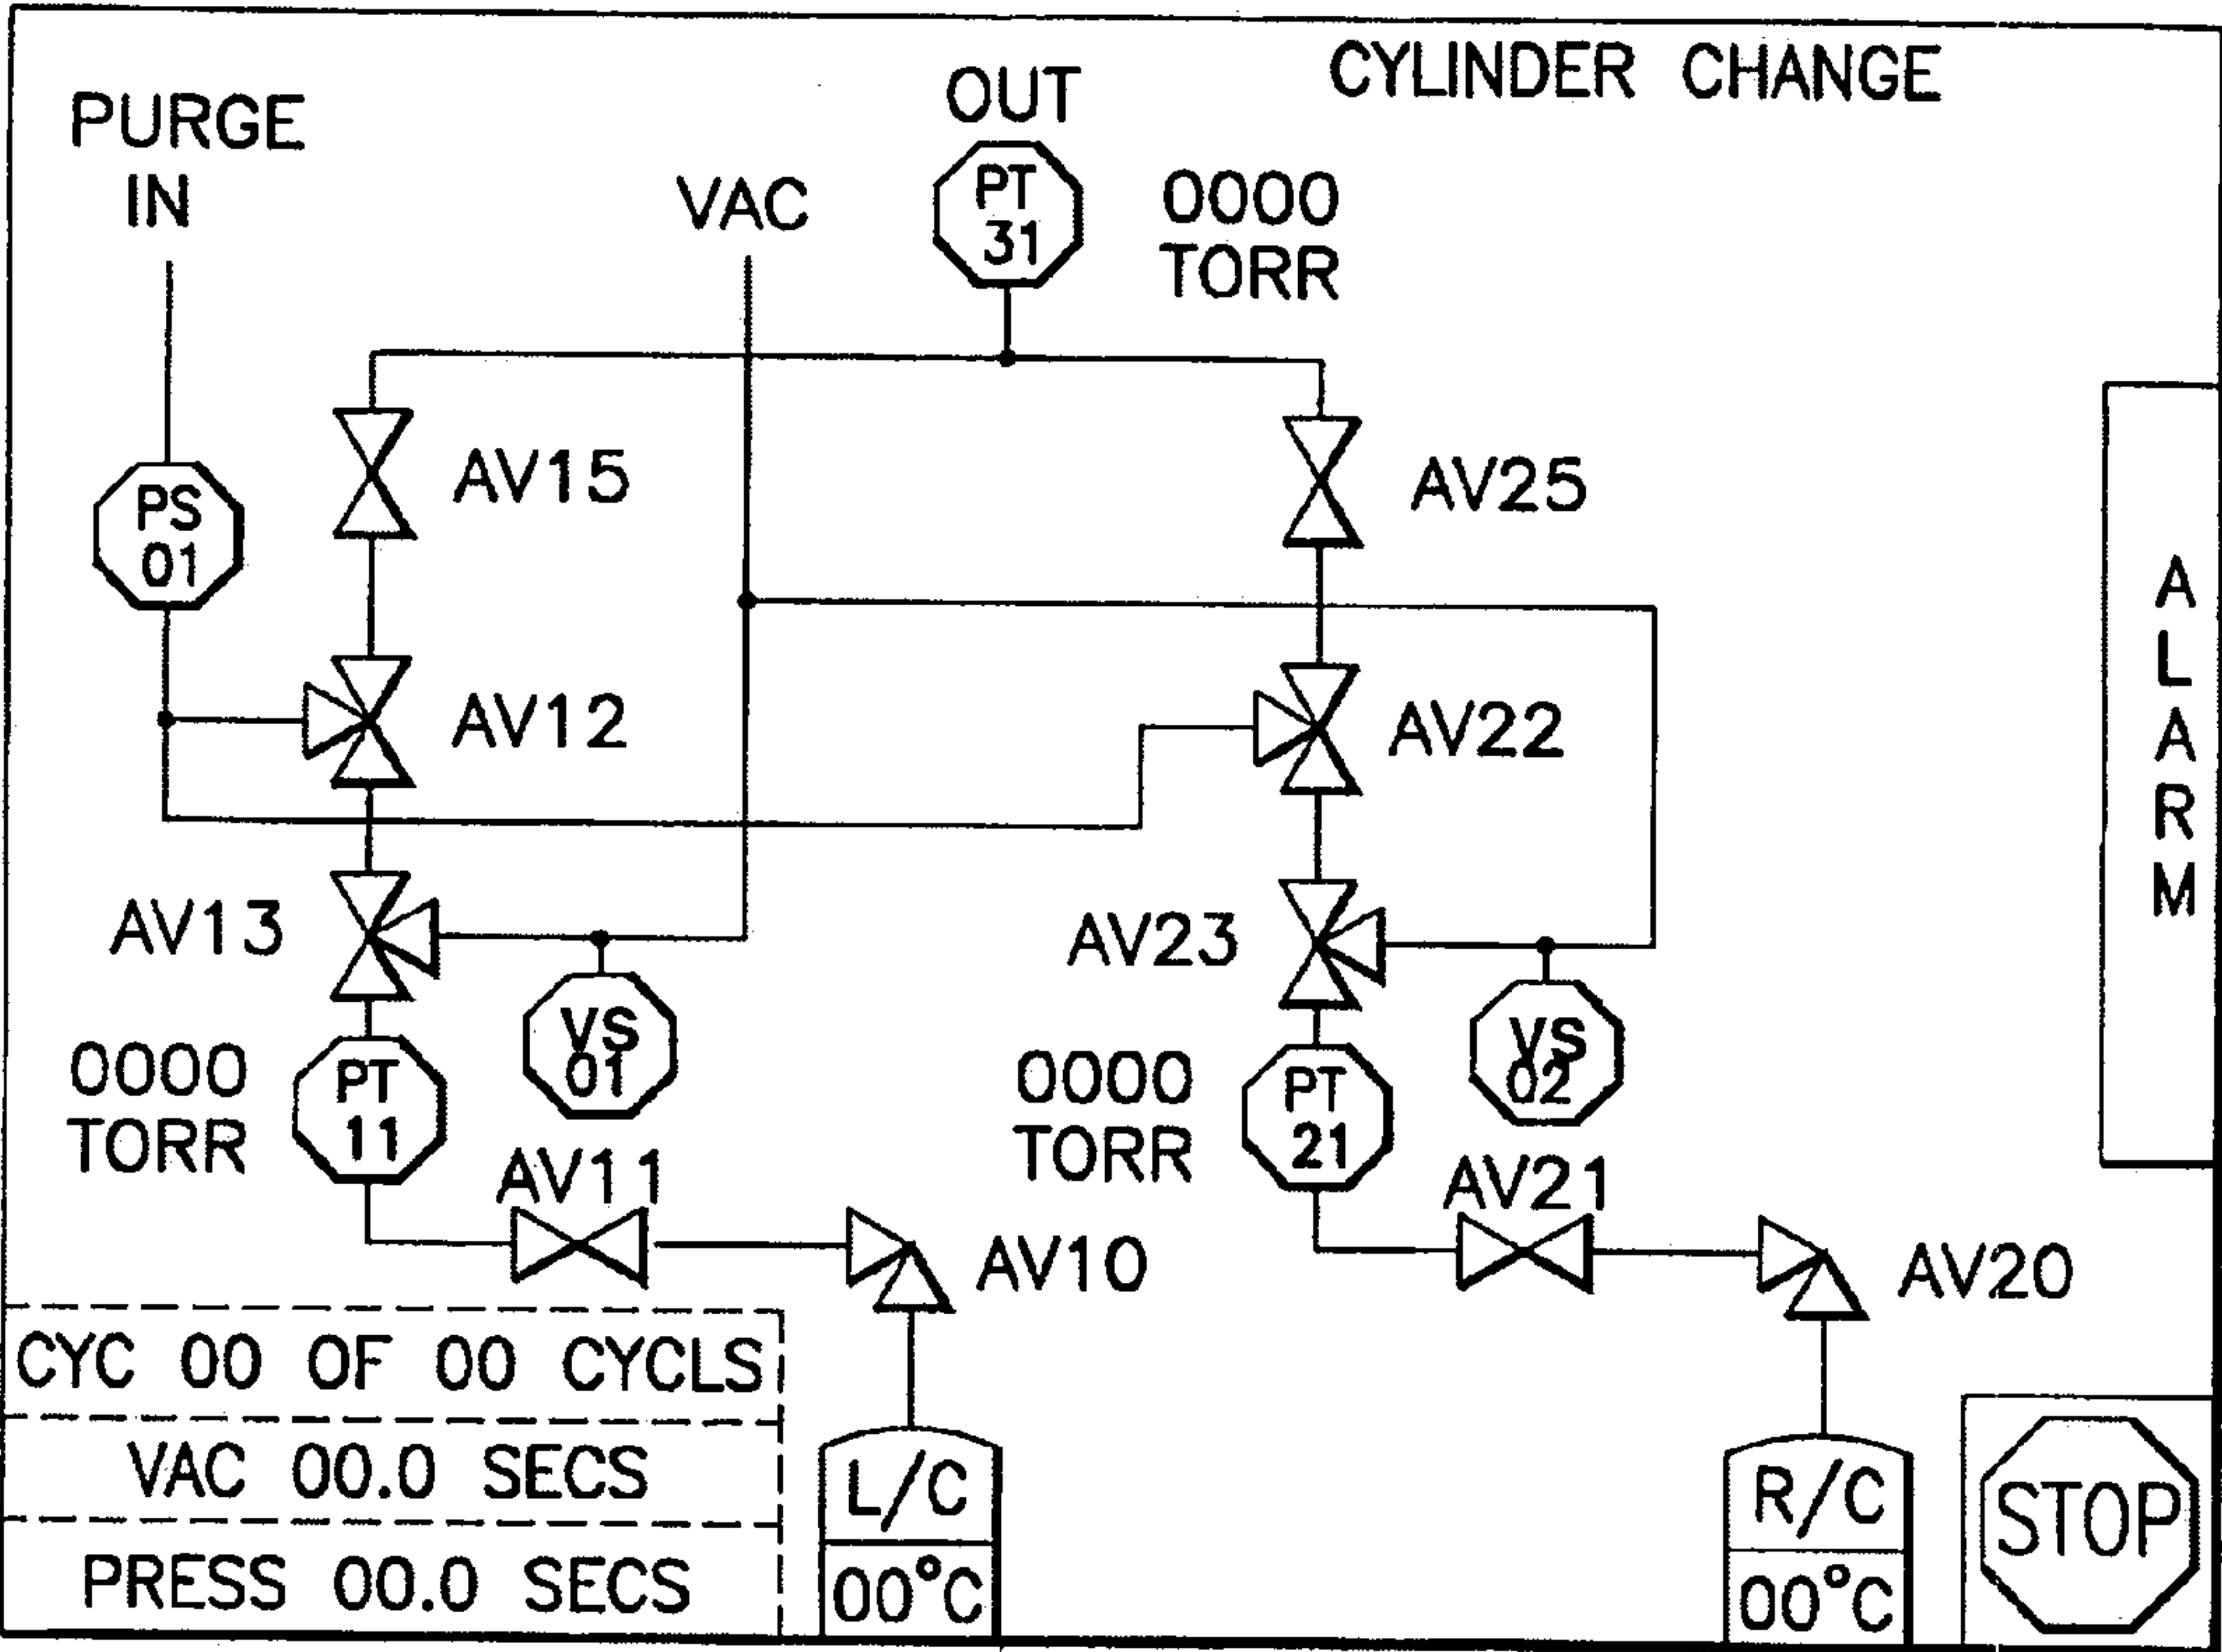 CYLINDER CHANGE
PURGE
IN
VAC
OUT
PT
31
0000
TORR
PS
01
AV15
AV25
AV12
AV22
AV13
AV23
VS
01
VS
02
0000
TORR
PT
11
0000
TORR
PT
21
AV11
AV10
AV21
AV20
A
L
A
R
M
CYC 00 OF 00 CYCLS
VAC 00.0 SECS
PRESS 00.0 SECS
L/C
00°C
R/C
00°C
STOP